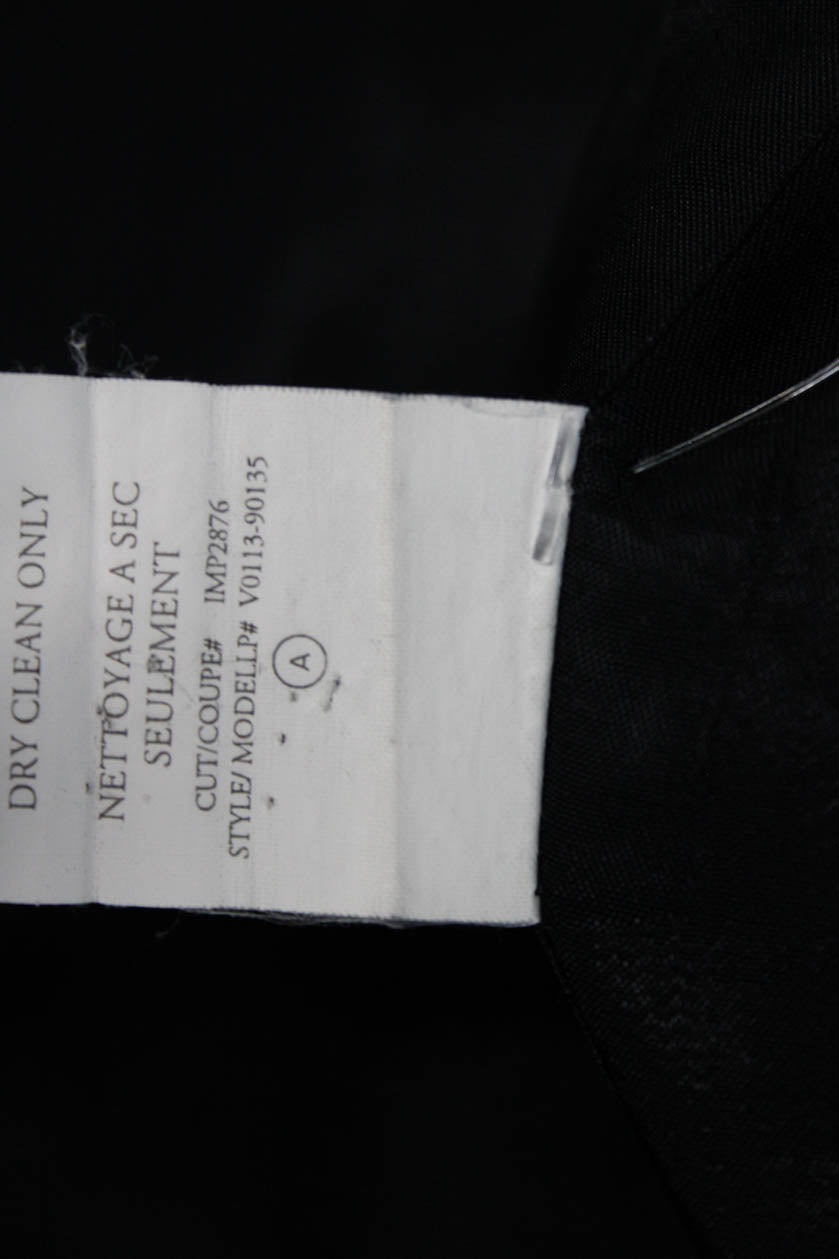 DRY CLEAN ONLY
NETTOYAGE A SEC
SEULEMENT
CUT/COUPE# IMP2876
STYLE/ MODELLP# V0113-90135
A